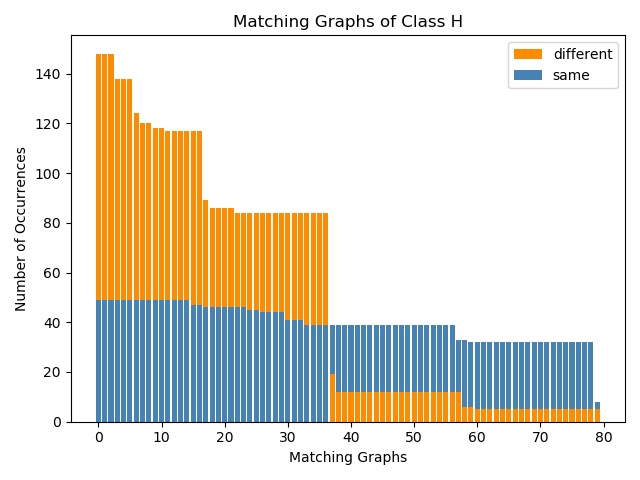 Matching Graphs of Class H
different
same
Number of Occurrences
140
120
100
80
60
40
20
0
0 10 20 30 40 50 60 70 80
Matching Graphs